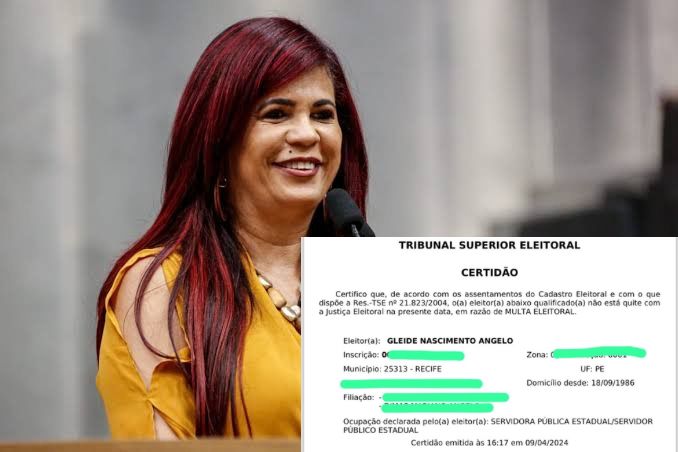 TRIBUNAL SUPERIOR ELEITORAL
CERTIDÃO
Certifico que, de acordo com os assentamentos do Cadastro Eleitoral e com o que
dispõe a Res.-TSE nº 21.823/2004, o(a) eleitor(a) abaixo qualificado(a) não está quite com
a Justiça Eleitoral na presente data, em razão de MULTA ELEITORAL.
Eleitor(a): GLEIDE NASCIMENTO ANGELO
Inscrição: Zona:
Município: 25313 - RECIFE UF: PE
Domicílio desde: 18/09/1986
Filiação: -
-
Ocupação declarada pelo(a) eleitor(a): SERVIDORA PÚBLICA ESTADUAL/SERVIDOR
PÚBLICO ESTADUAL
Certidão emitida às 16:17 em 09/04/2024